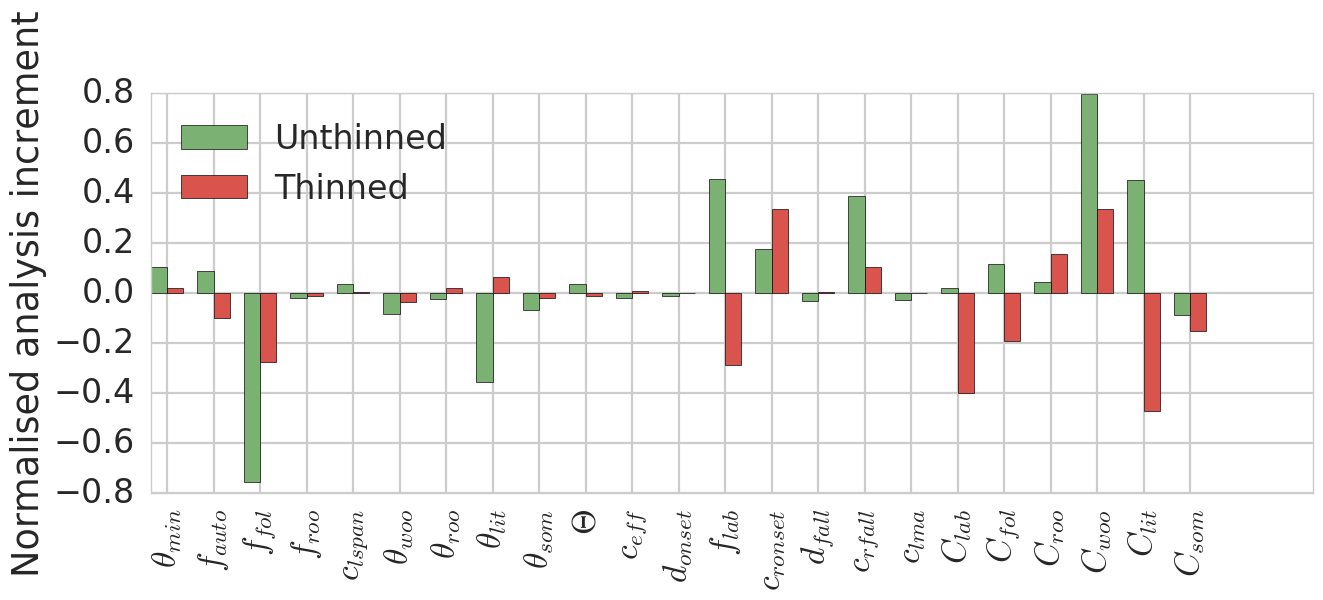 Normalised analysis increment
0.8
0.6
0.4
0.2
0.0
−0.2
−0.4
−0.6
−0.8
Unthinned
Thinned
θ_min
f_auto
f_fol
f_roo
c_lspan
θ_woo
θ_roo
θ_lit
θ_som
Θ
c_eff
d_onset
f_lab
c_ronset
d_fall
c_rfall
c_lma
C_lab
C_fol
C_roo
C_woo
C_lit
C_som